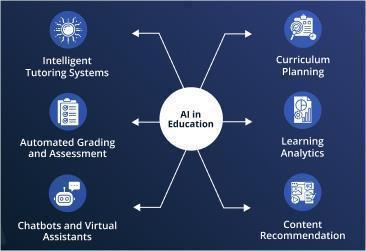 Intelligent
Tutoring Systems
Curriculum
Planning
AI in
Education
Automated Grading
and Assessment
Learning
Analytics
Chatbots and Virtual
Assistants
Content
Recommendation